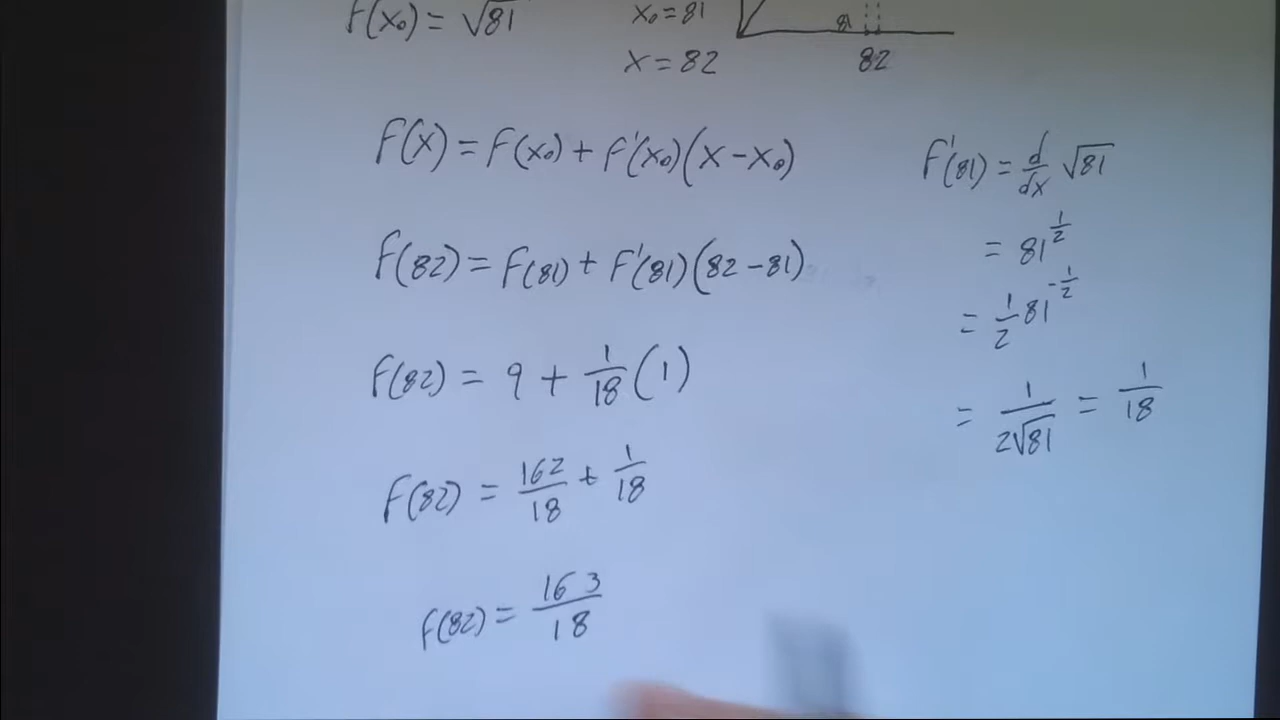 f(x₀) = √81
x₀ = 81
81
x = 82
82
f(x) = f(x₀) + f'(x₀)(x - x₀)
f'(81) = d/dx √81
= 81^(1/2)
f(82) = f(81) + f'(81)(82 - 81)
= 1/2 81^(-1/2)
f(82) = 9 + 1/18 (1)
= 1/(2√81) = 1/18
f(82) = 162/18 + 1/18
f(82) = 163/18